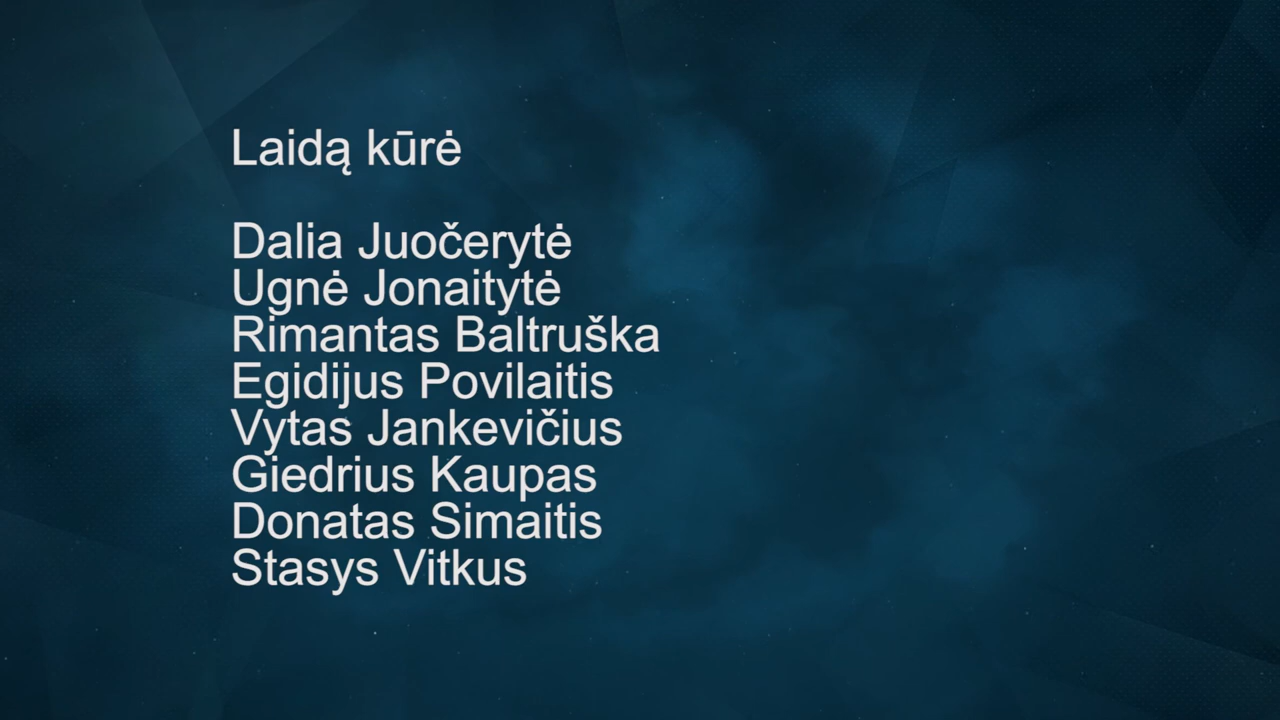 Laidą kūrė
Dalia Juočerytė
Ugnė Jonaitytė
Rimantas Baltruška
Egidijus Povilaitis
Vytas Jankevičius
Giedrius Kaupas
Donatas Simaitis
Stasys Vitkus